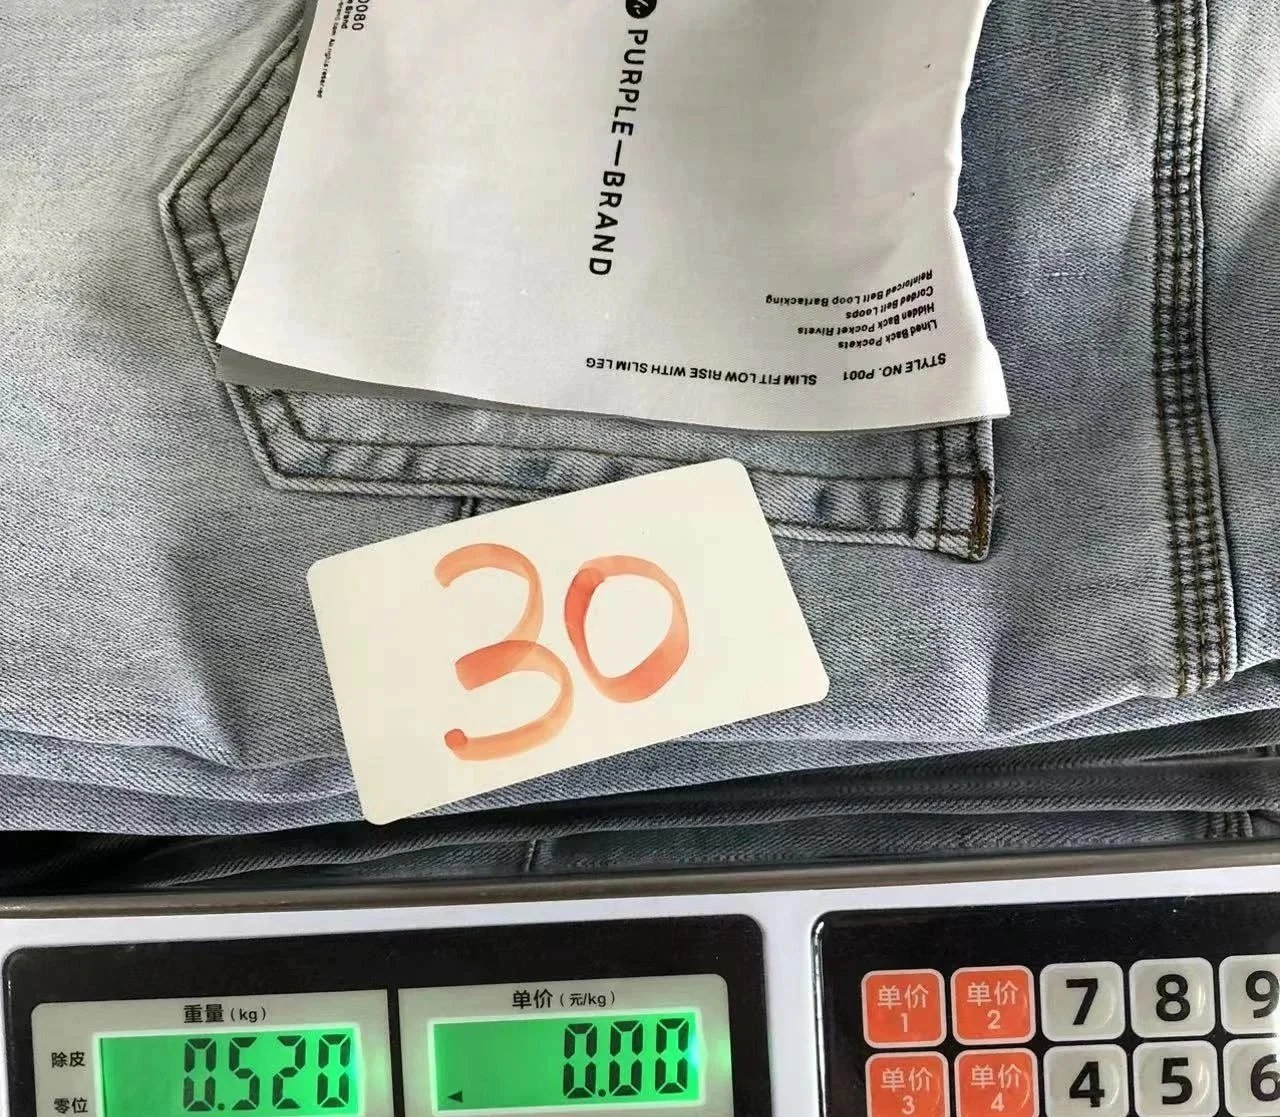 0080
PURPLE—BRAND
Reinforced Belt Loop Bartacking
Corded Belt Loops
Hidden Back Pocket Rivets
Lined Back Pockets
STYLE NO. P001 SLIM FIT LOW RISE WITH SLIM LEG
30
重量(kg)
单价(元/kg)
除皮
零位
0.520
0.00
单价 1
单价 2
7
8
9
单价 3
单价 4
4
5
6